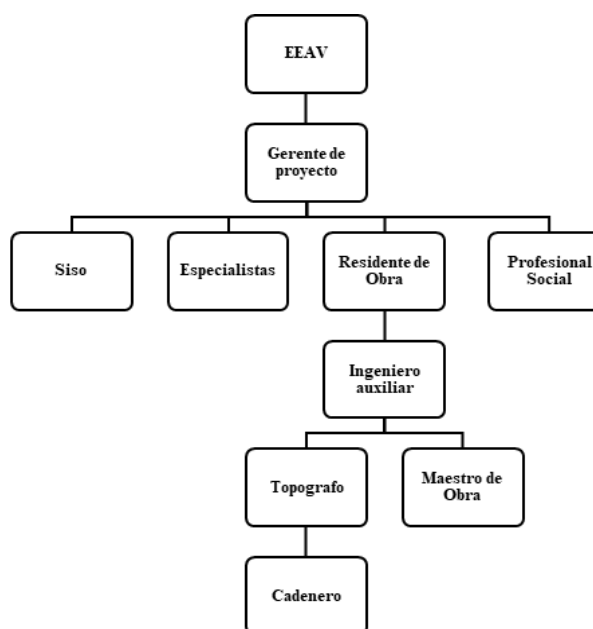 EEAV
Gerente de
proyecto
Siso
Especialistas
Residente de
Obra
Profesional
Social
Ingeniero
auxiliar
Topografo
Maestro de
Obra
Cadenero